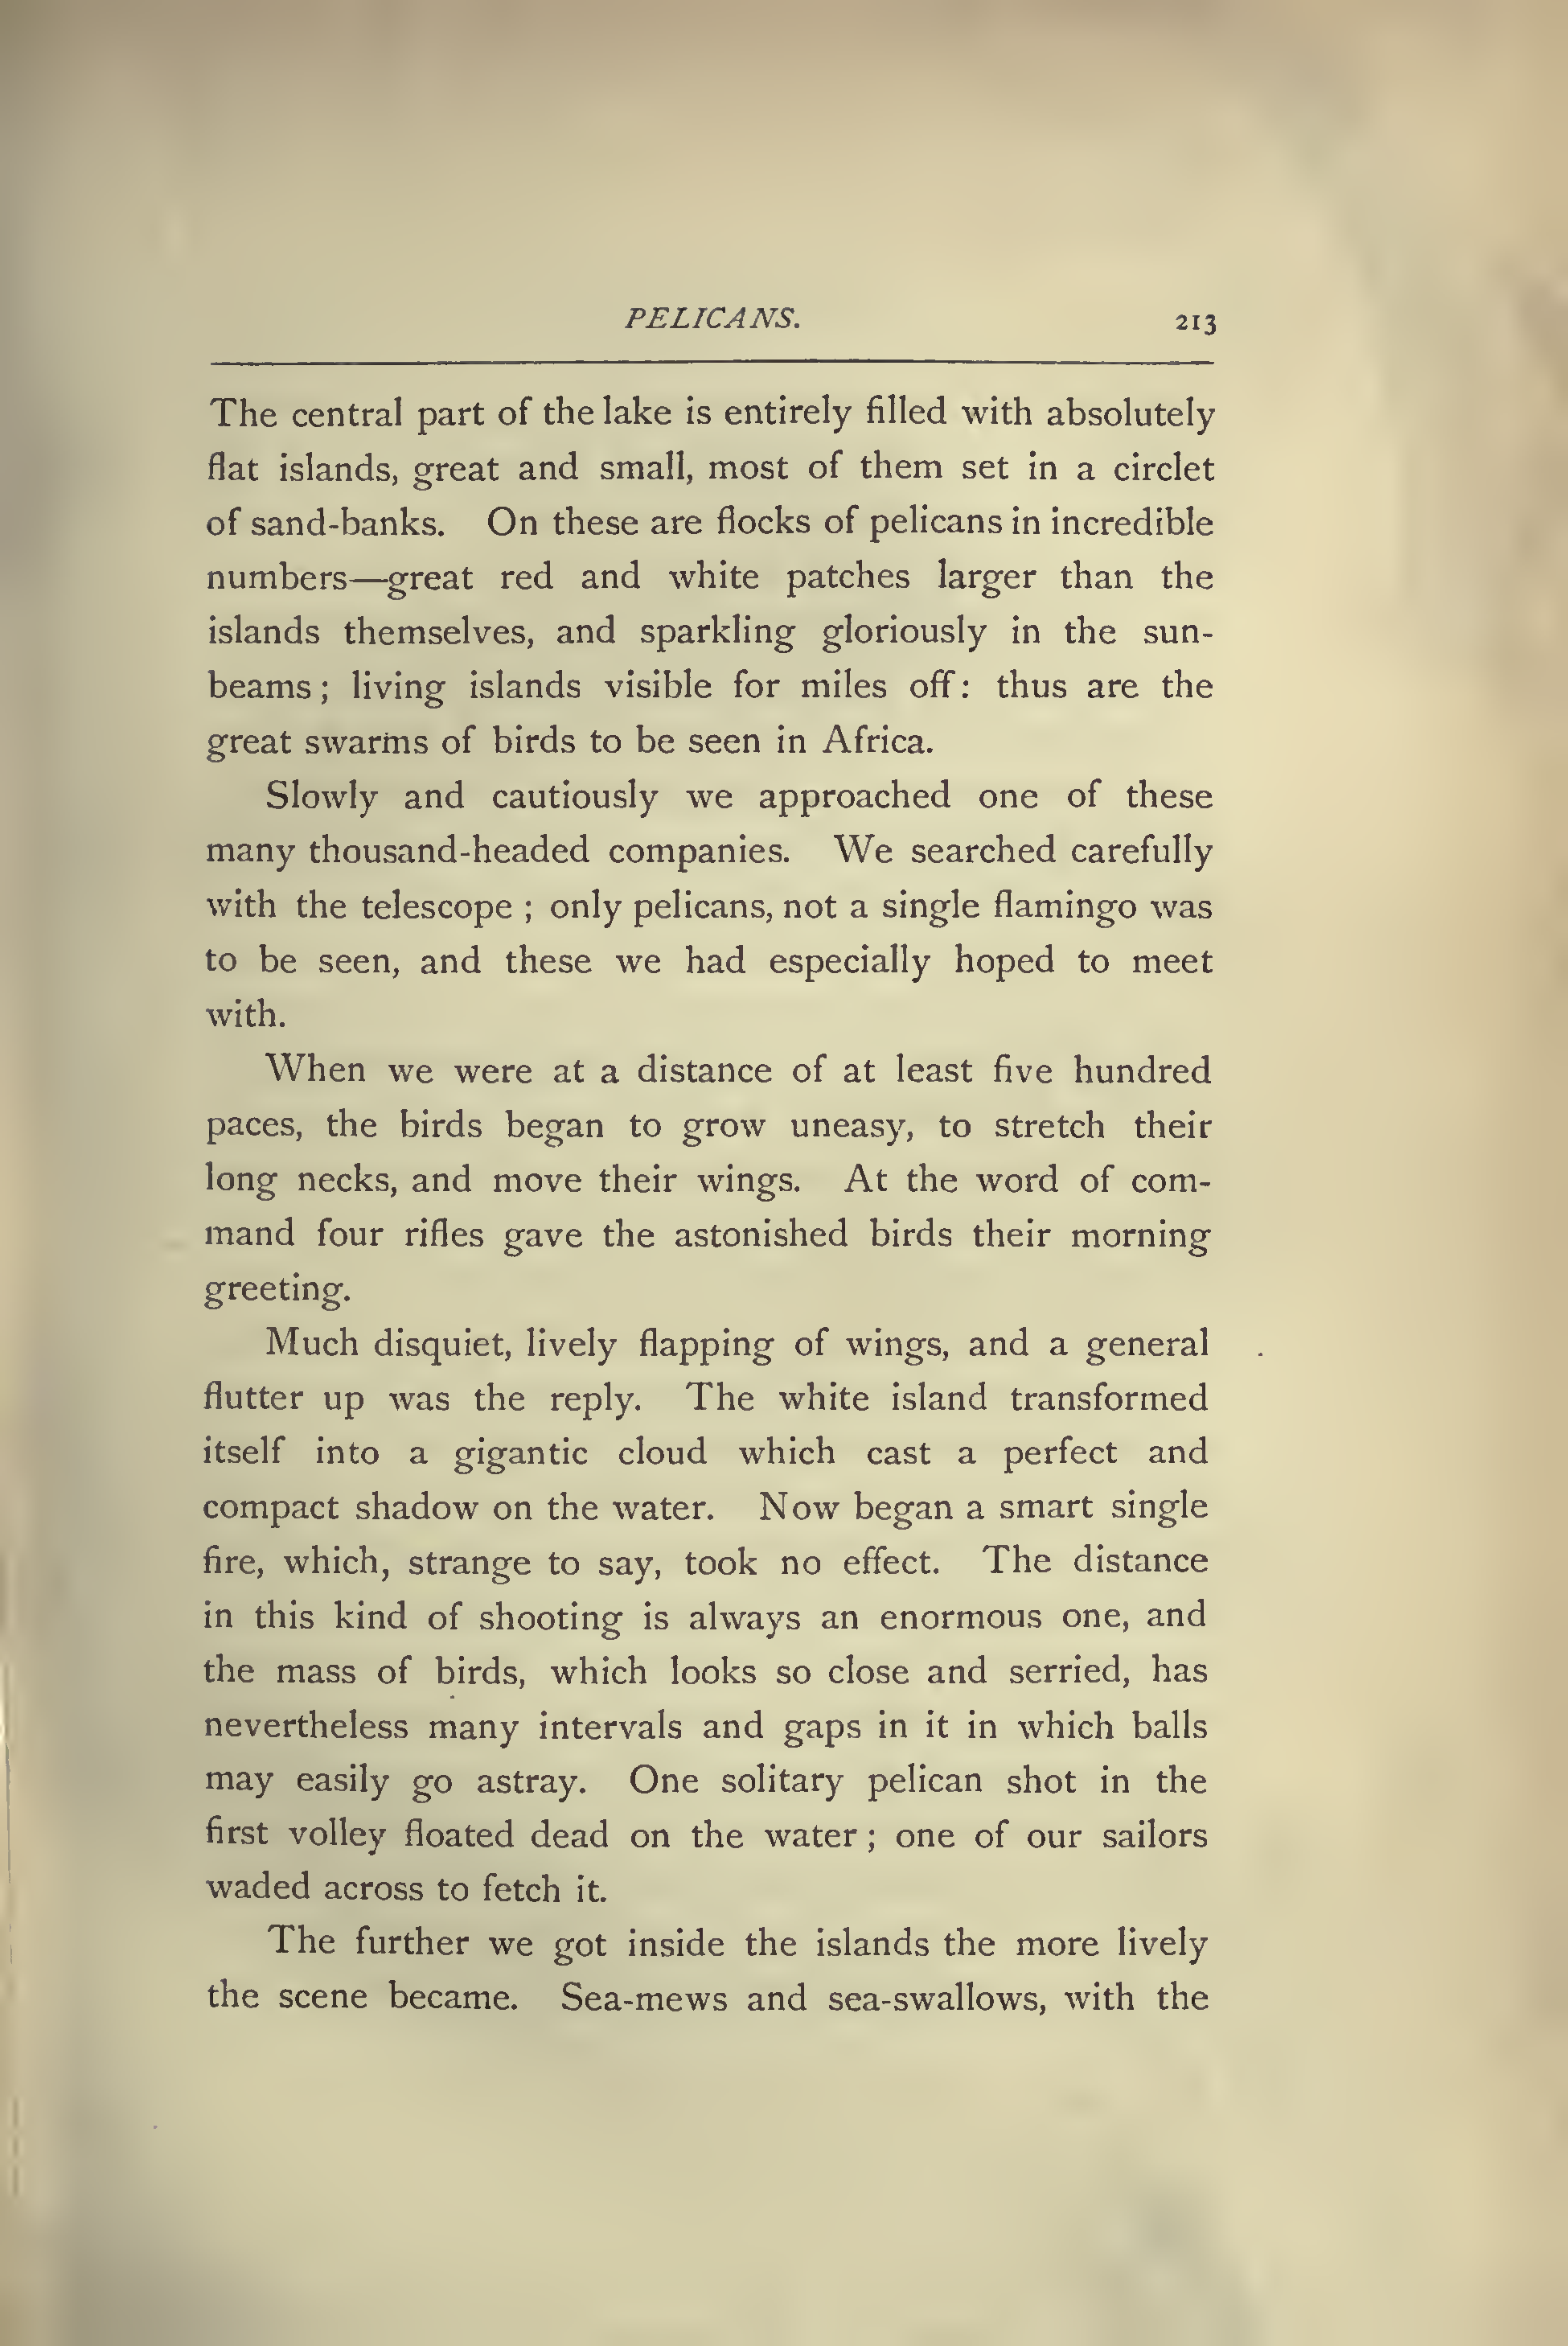 PELICANS. 213
The central part of the lake is entirely filled with absolutely
flat islands, great and small, most of them set in a circlet
of sand-banks. On these are flocks of pelicans in incredible
numbers—great red and white patches larger than the
islands themselves, and sparkling gloriously in the sun-
beams; living islands visible for miles off: thus are the
great swarms of birds to be seen in Africa.
Slowly and cautiously we approached one of these
many thousand-headed companies. We searched carefully
with the telescope ; only pelicans, not a single flamingo was
to be seen, and these we had especially hoped to meet
with.
When we were at a distance of at least five hundred
paces, the birds began to grow uneasy, to stretch their
long necks, and move their wings. At the word of com-
mand four rifles gave the astonished birds their morning
greeting.
Much disquiet, lively flapping of wings, and a general
flutter up was the reply. The white island transformed
itself into a gigantic cloud which cast a perfect and
compact shadow on the water. Now began a smart single
fire, which, strange to say, took no effect. The distance
in this kind of shooting is always an enormous one, and
the mass of birds, which looks so close and serried, has
nevertheless many intervals and gaps in it in which balls
may easily go astray. One solitary pelican shot in the
first volley floated dead on the water ; one of our sailors
waded across to fetch it.
The further we got inside the islands the more lively
the scene became. Sea-mews and sea-swallows, with the